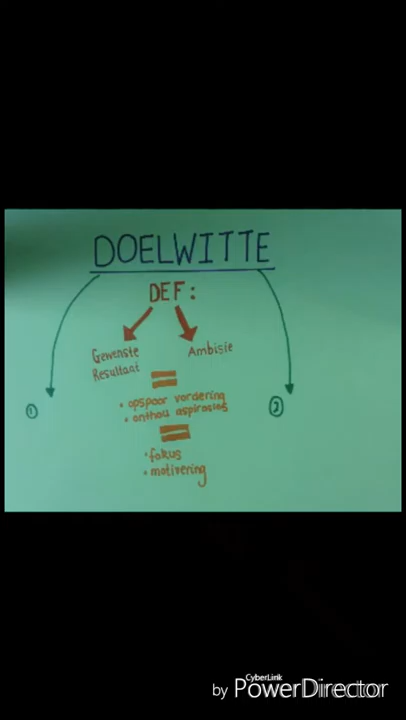 DOELWITTE
DEF:
Gewenste
Resultaat
Ambisie
=
• opspoor vordering
• onthou aspirasies
=
• fokus
• motivering
①
②
by CyberLink
PowerDirector